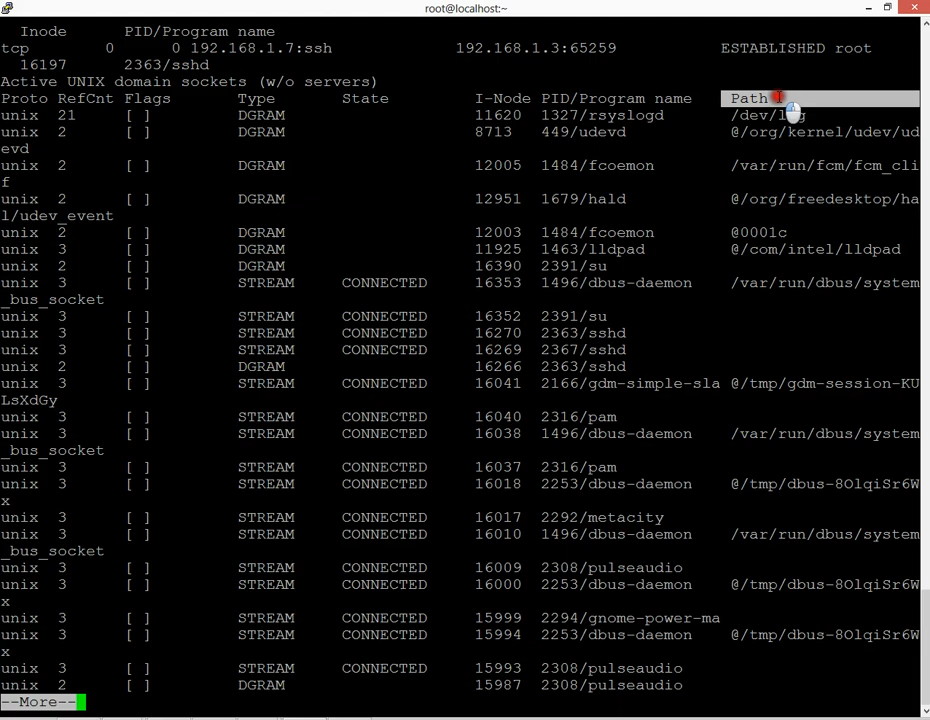 root@localhost:~
Inode PID/Program name
tcp 0 0 192.168.1.7:ssh 192.168.1.3:65259 ESTABLISHED root
16197 2363/sshd
Active UNIX domain sockets (w/o servers)
Proto RefCnt Flags Type State I-Node PID/Program name Path
unix 21 [ ] DGRAM 11620 1327/rsyslogd /dev/log
unix 2 [ ] DGRAM 8713 449/udevd @/org/kernel/udev/ud
evd
unix 2 [ ] DGRAM 12005 1484/fcoemon /var/run/fcm/fcm_cli
f
unix 2 [ ] DGRAM 12951 1679/hald @/org/freedesktop/ha
l/udev_event
unix 2 [ ] DGRAM 12003 1484/fcoemon @0001c
unix 3 [ ] DGRAM 11925 1463/lldpad @/com/intel/lldpad
unix 2 [ ] DGRAM 16390 2391/su
unix 3 [ ] STREAM CONNECTED 16353 1496/dbus-daemon /var/run/dbus/system
_bus_socket
unix 3 [ ] STREAM CONNECTED 16352 2391/su
unix 3 [ ] STREAM CONNECTED 16270 2363/sshd
unix 3 [ ] STREAM CONNECTED 16269 2367/sshd
unix 2 [ ] DGRAM 16266 2363/sshd
unix 3 [ ] STREAM CONNECTED 16041 2166/gdm-simple-sla @/tmp/gdm-session-KU
LsXdGy
unix 3 [ ] STREAM CONNECTED 16040 2316/pam
unix 3 [ ] STREAM CONNECTED 16038 1496/dbus-daemon /var/run/dbus/system
_bus_socket
unix 3 [ ] STREAM CONNECTED 16037 2316/pam
unix 3 [ ] STREAM CONNECTED 16018 2253/dbus-daemon @/tmp/dbus-8OlqiSr6W
x
unix 3 [ ] STREAM CONNECTED 16017 2292/metacity
unix 3 [ ] STREAM CONNECTED 16010 1496/dbus-daemon /var/run/dbus/system
_bus_socket
unix 3 [ ] STREAM CONNECTED 16009 2308/pulseaudio
unix 3 [ ] STREAM CONNECTED 16000 2253/dbus-daemon @/tmp/dbus-8OlqiSr6W
x
unix 3 [ ] STREAM CONNECTED 15999 2294/gnome-power-ma
unix 3 [ ] STREAM CONNECTED 15994 2253/dbus-daemon @/tmp/dbus-8OlqiSr6W
x
unix 3 [ ] STREAM CONNECTED 15993 2308/pulseaudio
unix 2 [ ] DGRAM 15987 2308/pulseaudio
--More--